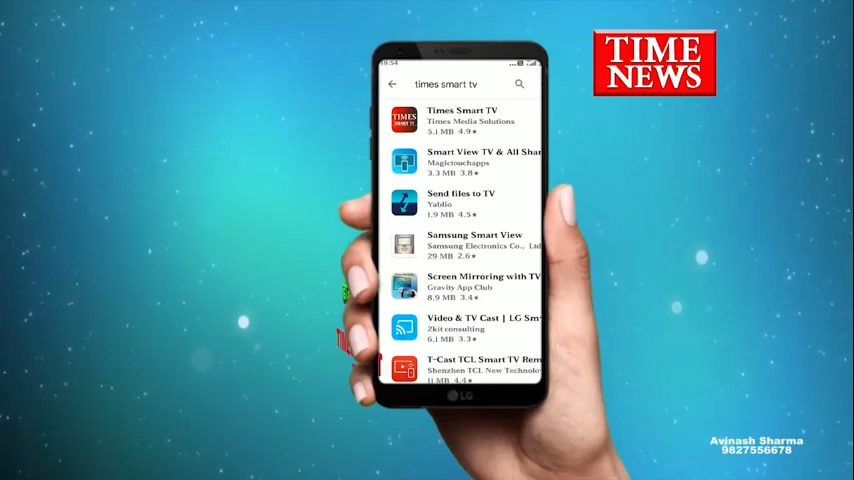 TIME
NEWS
19:54
times smart tv
TIMES
SMART TV
Times Smart TV
Times Media Solutions
5.1 MB 4.9★
Smart View TV & All Shar
Magictouchapps
3.3 MB 3.8★
Send files to TV
Yablio
1.9 MB 4.5★
Samsung Smart View
Samsung Electronics Co., Ltd
29 MB 2.6★
Screen Mirroring with TV
Gravity App Club
8.9 MB 3.4★
Video & TV Cast | LG Sm
2kit consulting
6.1 MB 3.3★
T-Cast TCL Smart TV Rem
Shenzhen TCL New Technolo
11 MB 4.4★
LG
Avinash Sharma
9827556678